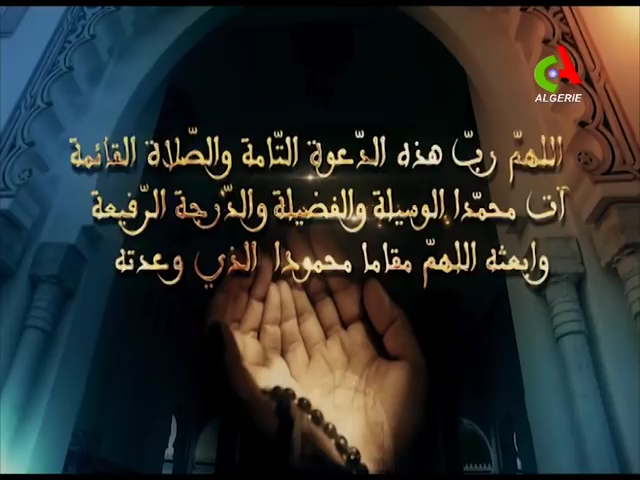 ALGERIE
اللهمّ ربّ هذه الدّعوة التّامة والصّلاة القائمة
آت محمّدا الوسيلة والفضيلة والدّرجة الرّفيعة
وابعثه اللهمّ مقاما محمودا الذي وعدته